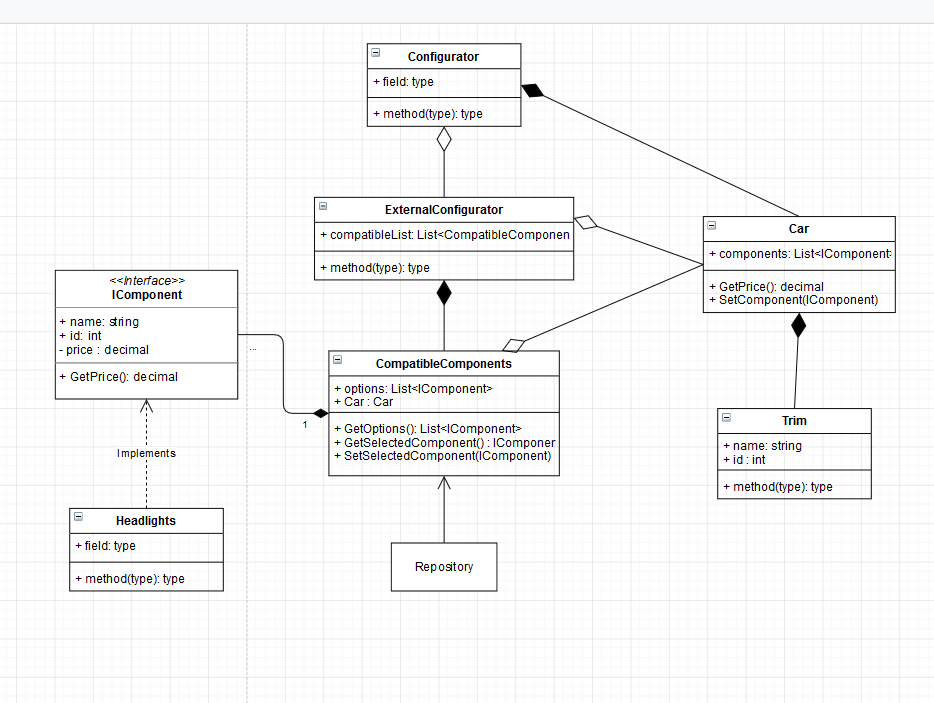 Configurator
+ field: type
+ method(type): type
ExternalConfigurator
+ compatibleList: List<CompatibleComponen
+ method(type): type
Car
+ components: List<IComponent>
+ GetPrice(): decimal
+ SetComponent(IComponent)
<<Interface>>
IComponent
+ name: string
+ id: int
- price : decimal
+ GetPrice(): decimal
...
1
CompatibleComponents
+ options: List<IComponent>
+ Car : Car
+ GetOptions(): List<IComponent>
+ GetSelectedComponent() : IComponer
+ SetSelectedComponent(IComponent)
Trim
+ name: string
+ id : int
+ method(type): type
Implements
Headlights
+ field: type
+ method(type): type
Repository